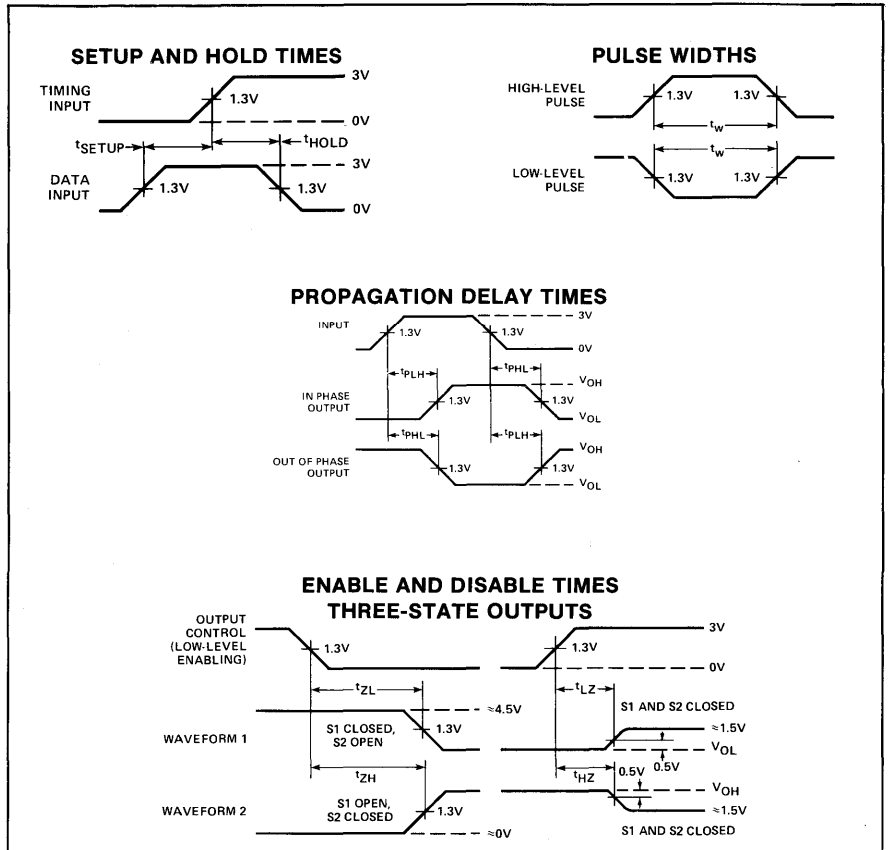 SETUP AND HOLD TIMES
TIMING
INPUT
3V
1.3V
0V
tSETUP
tHOLD
DATA
INPUT
3V
1.3V
1.3V
0V
PULSE WIDTHS
HIGH-LEVEL
PULSE
1.3V
1.3V
tw
tw
LOW-LEVEL
PULSE
1.3V
1.3V
PROPAGATION DELAY TIMES
INPUT
3V
1.3V
1.3V
0V
tPLH
tPHL
IN PHASE
OUTPUT
VOH
1.3V
1.3V
VOL
tPHL
tPLH
OUT OF PHASE
OUTPUT
VOH
1.3V
1.3V
VOL
ENABLE AND DISABLE TIMES
THREE-STATE OUTPUTS
OUTPUT
CONTROL
(LOW-LEVEL
ENABLING)
3V
1.3V
1.3V
0V
tZL
tLZ
WAVEFORM 1
S1 CLOSED,
S2 OPEN
≈4.5V
1.3V
S1 AND S2 CLOSED
≈1.5V
VOL
0.5V
tZH
tHZ
WAVEFORM 2
S1 OPEN,
S2 CLOSED
1.3V
≈0V
0.5V
VOH
≈1.5V
S1 AND S2 CLOSED